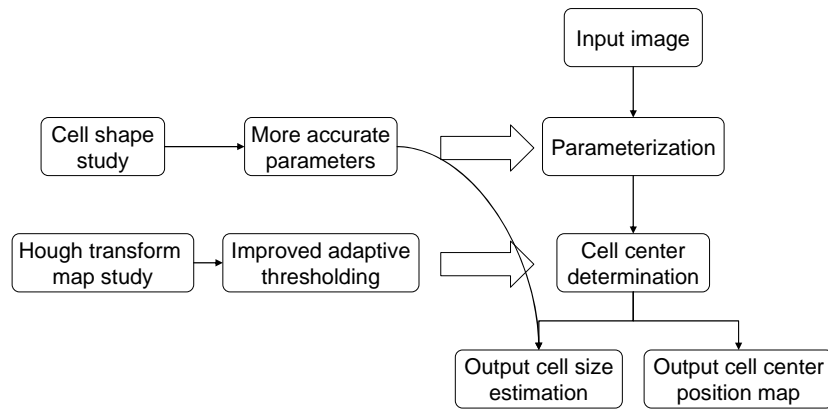 Input image
Cell shape
study
More accurate
parameters
Parameterization
Hough transform
map study
Improved adaptive
thresholding
Cell center
determination
Output cell size
estimation
Output cell center
position map